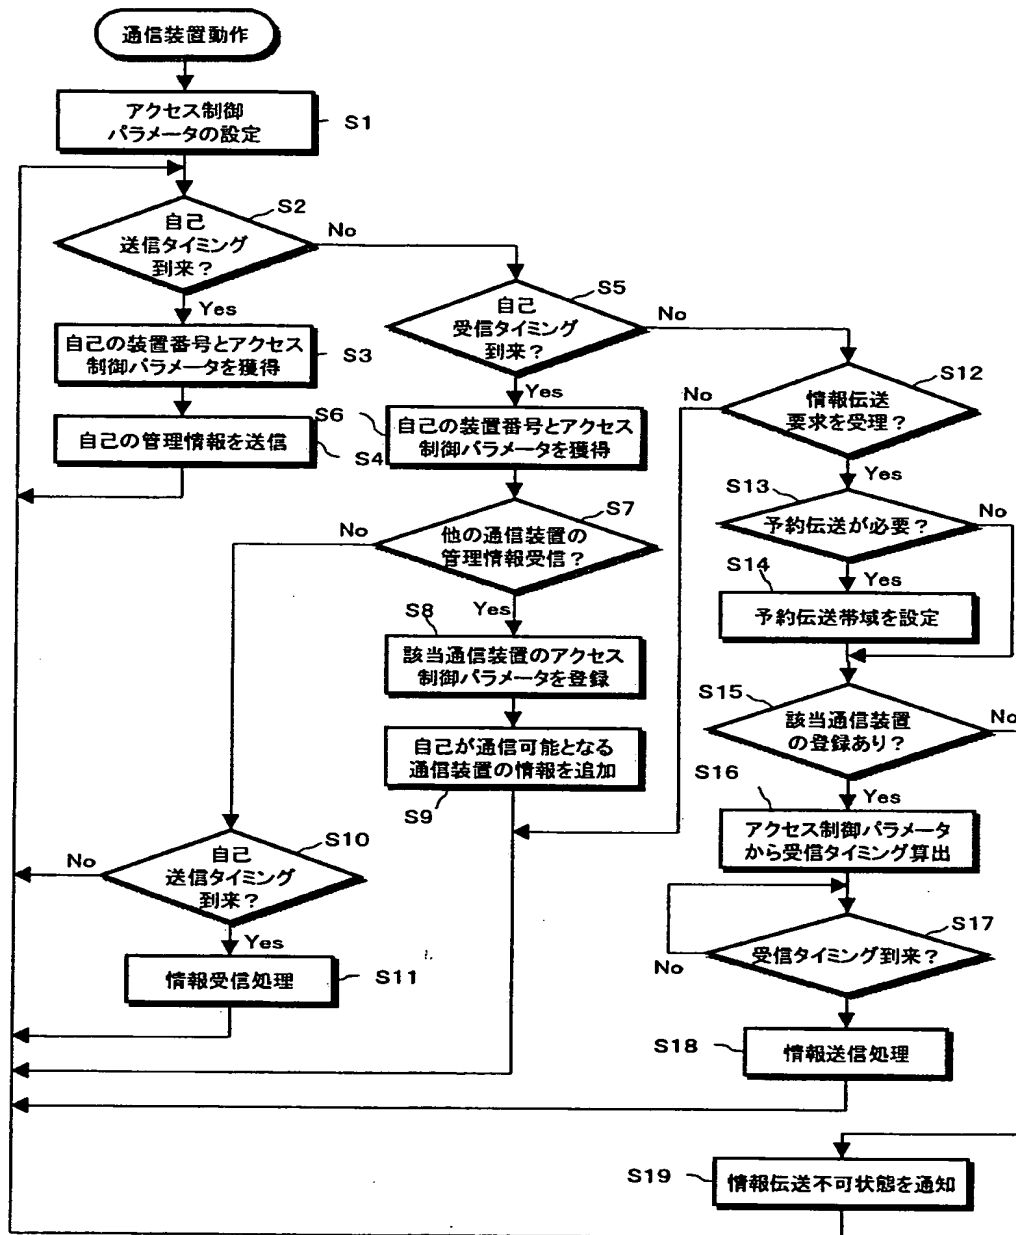 通信装置動作
アクセス制御
パラメータの設定
S1
自己
送信タイミング
到来?
S2
No
Yes
自己の装置番号とアクセス
制御パラメータを獲得
S3
自己の管理情報を送信
S4
自己
受信タイミング
到来?
S5
No
Yes
S6
自己の装置番号とアクセス
制御パラメータを獲得
他の通信装置の
管理情報受信?
S7
No
Yes
S8
該当通信装置のアクセス
制御パラメータを登録
自己が通信可能となる
通信装置の情報を追加
S9
自己
送信タイミング
到来?
S10
No
Yes
情報受信処理
S11
情報伝送
要求を受理?
S12
No
Yes
S13
予約伝送が必要?
No
Yes
S14
予約伝送帯域を設定
S15
該当通信装置
の登録あり?
No
Yes
S16
アクセス制御パラメータ
から受信タイミング算出
S17
受信タイミング到来?
No
S18
情報送信処理
S19
情報伝送不可状態を通知